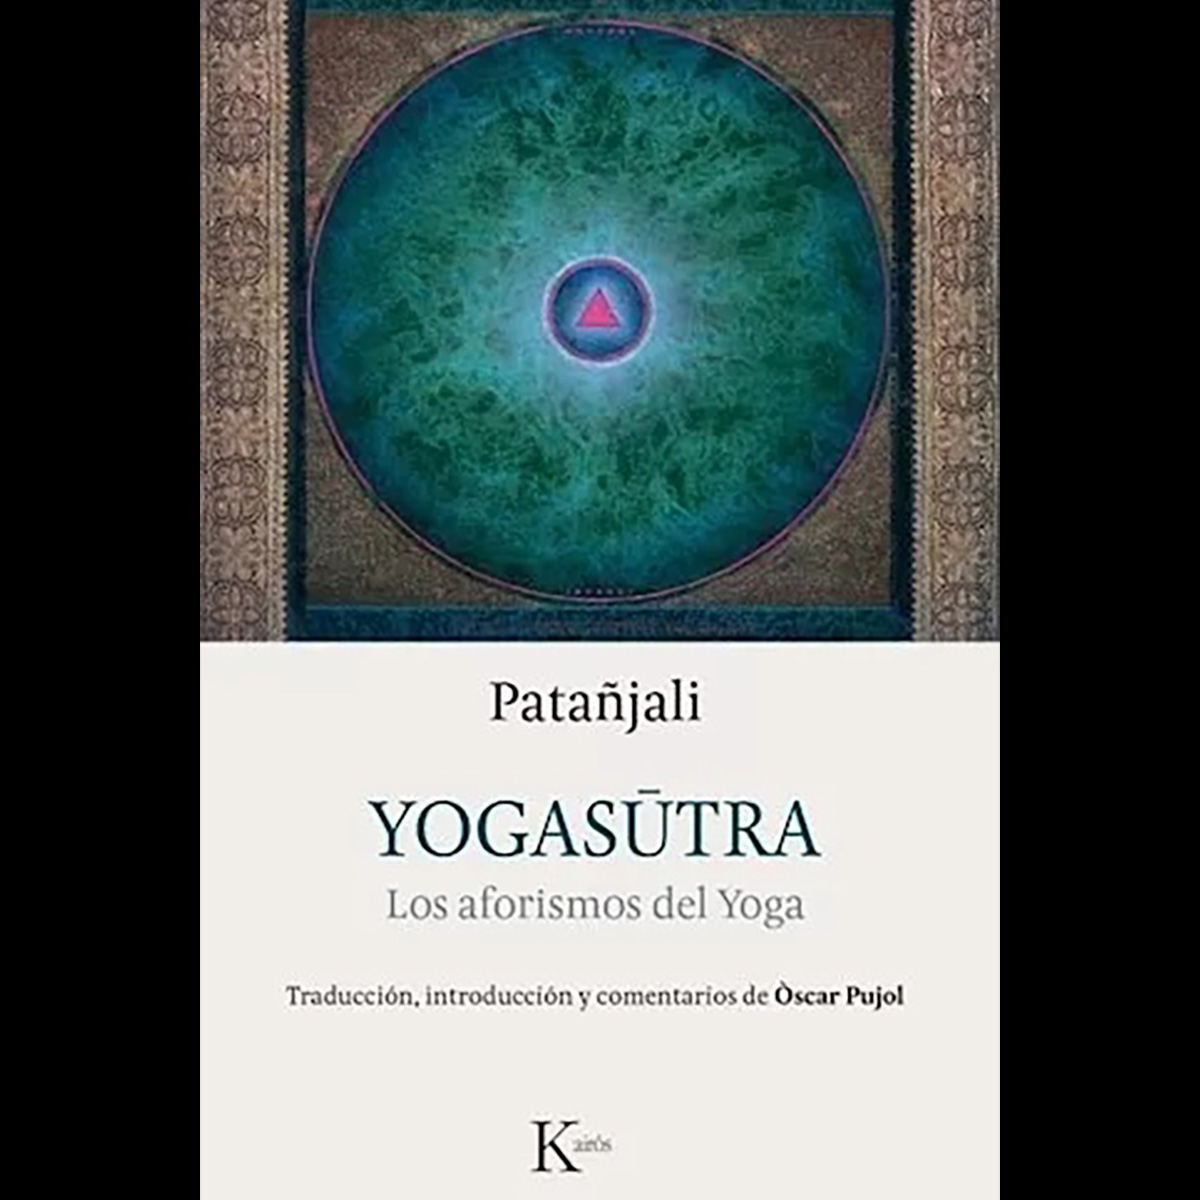 Patañjali
YOGASŪTRA
Los aforismos del Yoga
Traducción, introducción y comentarios de Òscar Pujol
Kairós